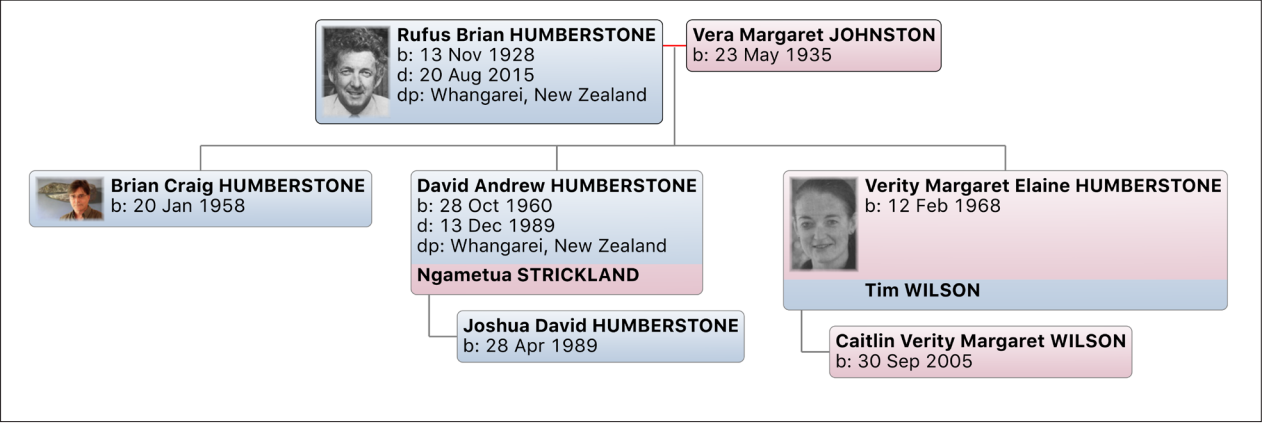 Rufus Brian HUMBERSTONE
b: 13 Nov 1928
d: 20 Aug 2015
dp: Whangarei, New Zealand
Vera Margaret JOHNSTON
b: 23 May 1935
Brian Craig HUMBERSTONE
b: 20 Jan 1958
David Andrew HUMBERSTONE
b: 28 Oct 1960
d: 13 Dec 1989
dp: Whangarei, New Zealand
Ngametua STRICKLAND
Joshua David HUMBERSTONE
b: 28 Apr 1989
Verity Margaret Elaine HUMBERSTONE
b: 12 Feb 1968
Tim WILSON
Caitlin Verity Margaret WILSON
b: 30 Sep 2005